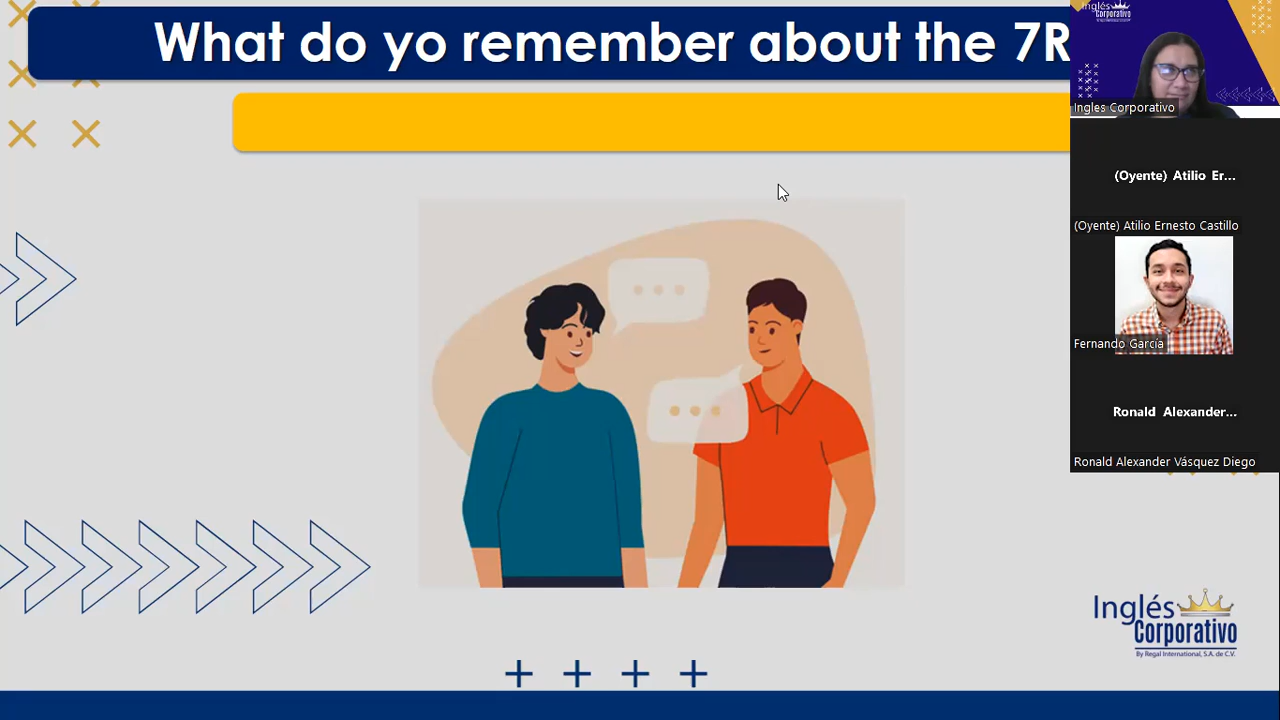 What do yo remember about the 7R
Inglés
Corporativo
Ingles Corporativo
(Oyente) Atilio Er...
(Oyente) Atilio Ernesto Castillo
Fernando García
Ronald Alexander...
Ronald Alexander Vásquez Diego
Inglés
Corporativo
By Regal International, S.A. de C.V.